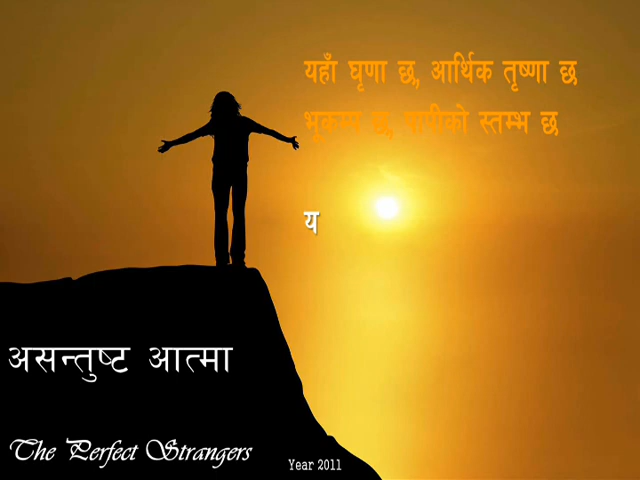 यहाँ घृणा छ, आर्थिक तृष्णा छ
भूकम्प छ, पापीको स्तम्भ छ
य
असन्तुष्ट आत्मा
The Perfect Strangers
Year 2011